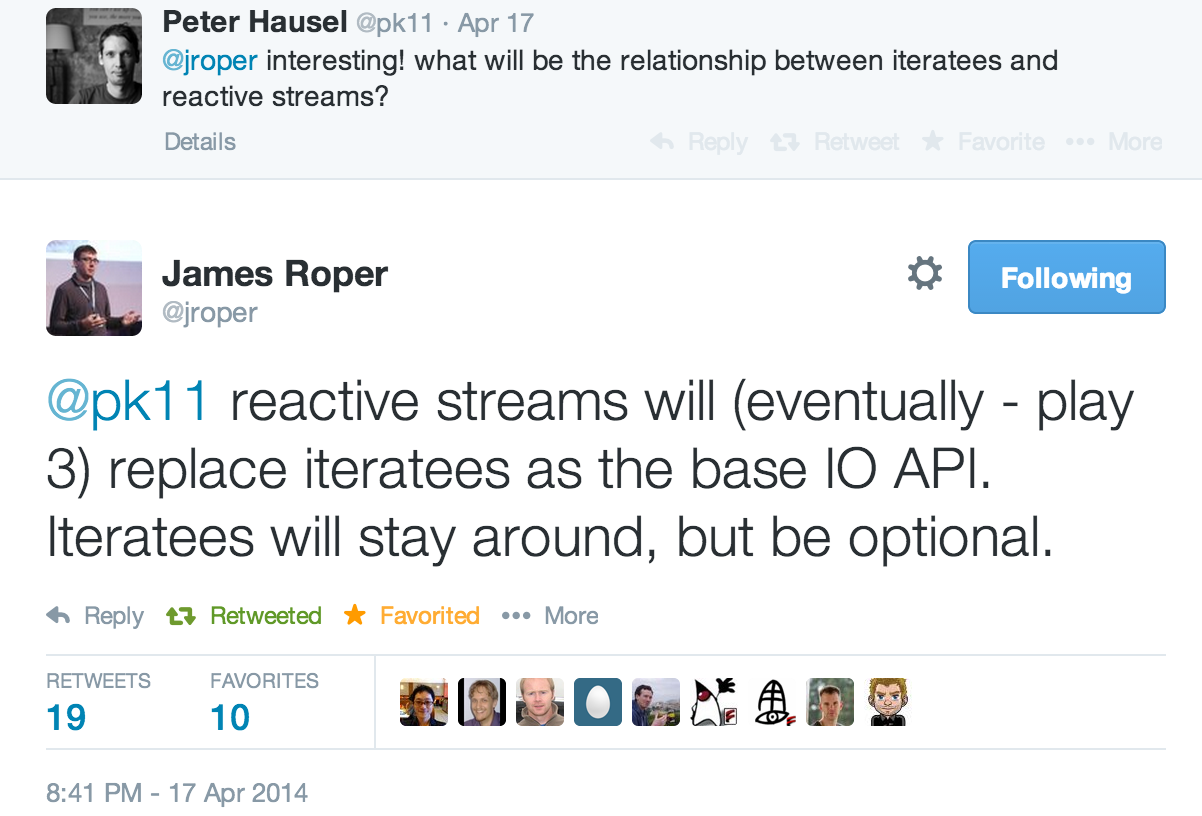 Peter Hausel @pk11 · Apr 17
@jroper interesting! what will be the relationship between iteratees and
reactive streams?
Details Reply Retweet Favorite More
James Roper
@jroper
Following
@pk11 reactive streams will (eventually - play
3) replace iteratees as the base IO API.
Iteratees will stay around, but be optional.
Reply Retweeted Favorited More
RETWEETS FAVORITES
19 10
8:41 PM - 17 Apr 2014